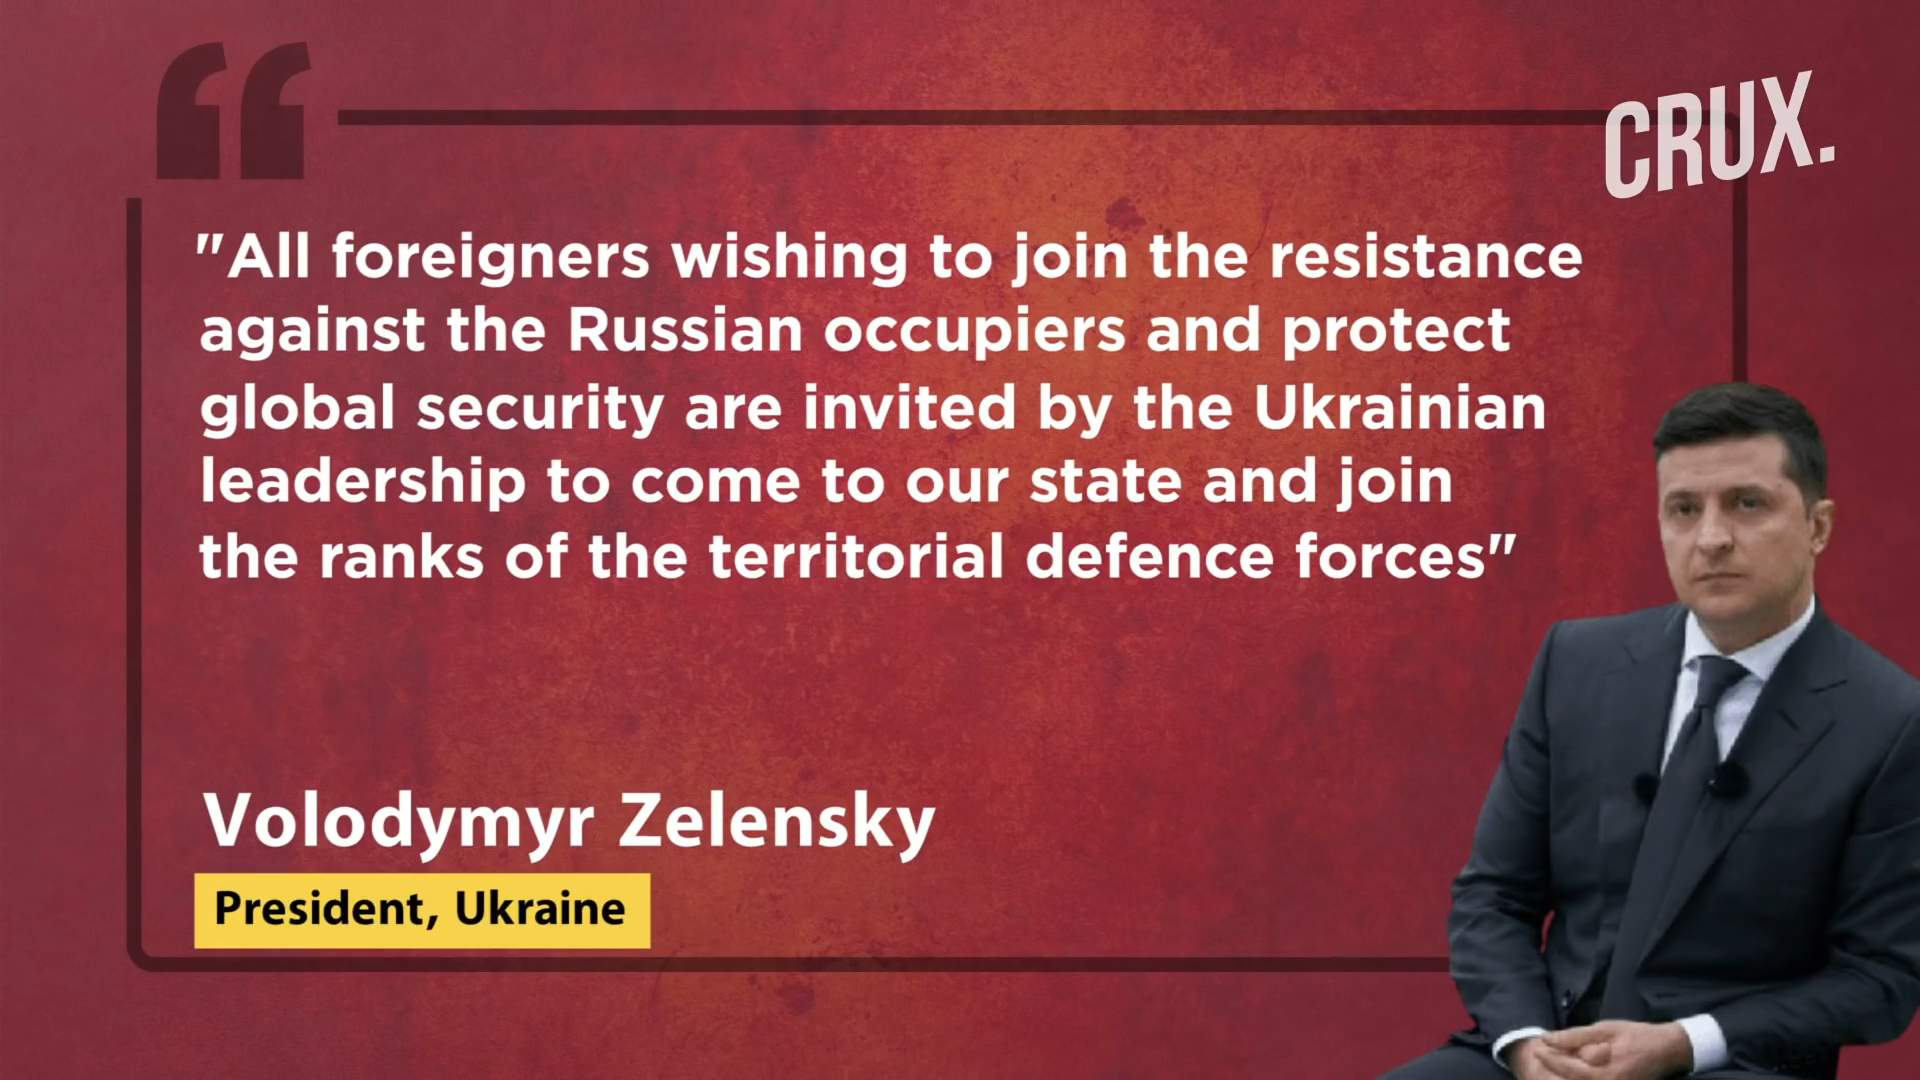 CRUX.
"All foreigners wishing to join the resistance
against the Russian occupiers and protect
global security are invited by the Ukrainian
leadership to come to our state and join
the ranks of the territorial defence forces"
Volodymyr Zelensky
President, Ukraine